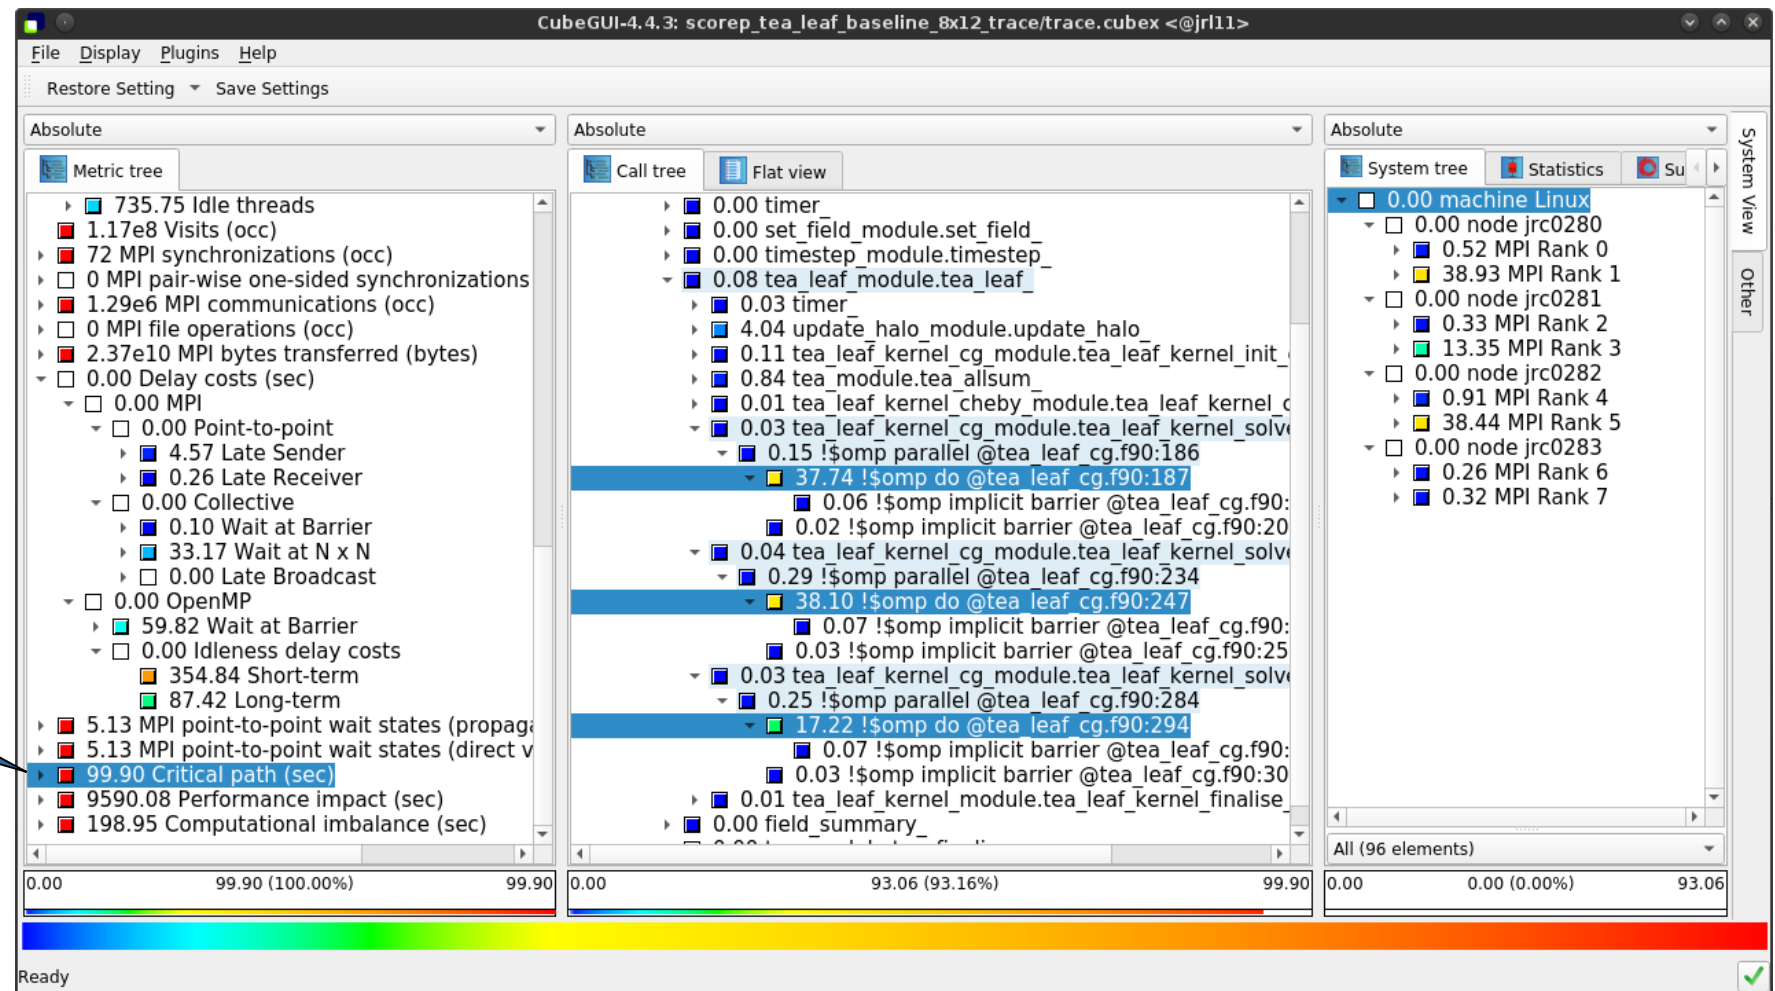 CubeGUI-4.4.3: scorep_tea_leaf_baseline_8x12_trace/trace.cubex <@jrl11>
File Display Plugins Help
Restore Setting Save Settings
Absolute
Metric tree
735.75 Idle threads
1.17e8 Visits (occ)
72 MPI synchronizations (occ)
0 MPI pair-wise one-sided synchronizations
1.29e6 MPI communications (occ)
0 MPI file operations (occ)
2.37e10 MPI bytes transferred (bytes)
0.00 Delay costs (sec)
0.00 MPI
0.00 Point-to-point
4.57 Late Sender
0.26 Late Receiver
0.00 Collective
0.10 Wait at Barrier
33.17 Wait at N x N
0.00 Late Broadcast
0.00 OpenMP
59.82 Wait at Barrier
0.00 Idleness delay costs
354.84 Short-term
87.42 Long-term
5.13 MPI point-to-point wait states (propag
5.13 MPI point-to-point wait states (direct v
99.90 Critical path (sec)
9590.08 Performance impact (sec)
198.95 Computational imbalance (sec)
0.00 99.90 (100.00%) 99.90
Absolute
Call tree Flat view
0.00 timer_
0.00 set_field_module.set_field_
0.00 timestep_module.timestep_
0.08 tea_leaf_module.tea_leaf_
0.03 timer_
4.04 update_halo_module.update_halo_
0.11 tea_leaf_kernel_cg_module.tea_leaf_kernel_init_
0.84 tea_module.tea_allsum_
0.01 tea_leaf_kernel_cheby_module.tea_leaf_kernel_c
0.03 tea_leaf_kernel_cg_module.tea_leaf_kernel_solve
0.15 !$omp parallel @tea_leaf_cg.f90:186
37.74 !$omp do @tea_leaf_cg.f90:187
0.06 !$omp implicit barrier @tea_leaf_cg.f90:
0.02 !$omp implicit barrier @tea_leaf_cg.f90:20
0.04 tea_leaf_kernel_cg_module.tea_leaf_kernel_solve
0.29 !$omp parallel @tea_leaf_cg.f90:234
38.10 !$omp do @tea_leaf_cg.f90:247
0.07 !$omp implicit barrier @tea_leaf_cg.f90:
0.03 !$omp implicit barrier @tea_leaf_cg.f90:25
0.03 tea_leaf_kernel_cg_module.tea_leaf_kernel_solve
0.25 !$omp parallel @tea_leaf_cg.f90:284
17.22 !$omp do @tea_leaf_cg.f90:294
0.07 !$omp implicit barrier @tea_leaf_cg.f90:
0.03 !$omp implicit barrier @tea_leaf_cg.f90:30
0.01 tea_leaf_kernel_module.tea_leaf_kernel_finalise_
0.00 field_summary_
0.00 93.06 (93.16%) 99.90
Absolute
System tree Statistics Su
0.00 machine Linux
0.00 node jrc0280
0.52 MPI Rank 0
38.93 MPI Rank 1
0.00 node jrc0281
0.33 MPI Rank 2
13.35 MPI Rank 3
0.00 node jrc0282
0.91 MPI Rank 4
38.44 MPI Rank 5
0.00 node jrc0283
0.26 MPI Rank 6
0.32 MPI Rank 7
All (96 elements)
0.00 0.00 (0.00%) 93.06
System View
Other
Ready